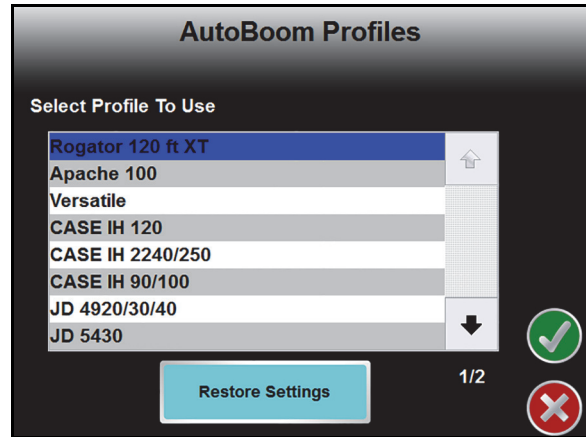 AutoBoom Profiles
Select Profile To Use
Rogator 120 ft XT
Apache 100
Versatile
CASE IH 120
CASE IH 2240/250
CASE IH 90/100
JD 4920/30/40
JD 5430
1/2
Restore Settings